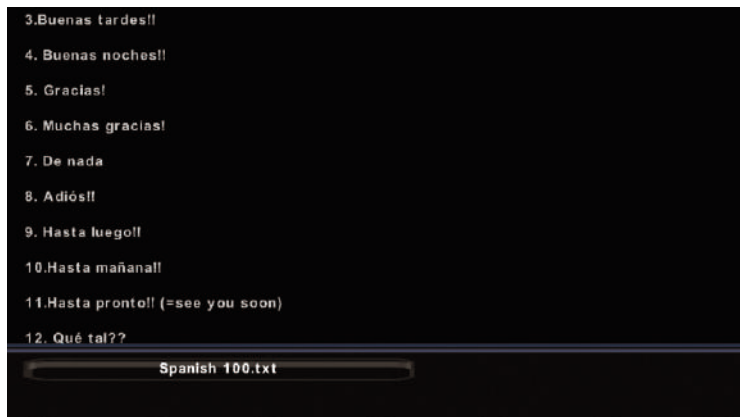 3.Buenas tardes!!
4. Buenas noches!!
5. Gracias!
6. Muchas gracias!
7. De nada
8. Adiós!!
9. Hasta luego!!
10.Hasta mañana!!
11.Hasta pronto!! (=see you soon)
12. Qué tal??
Spanish 100.txt